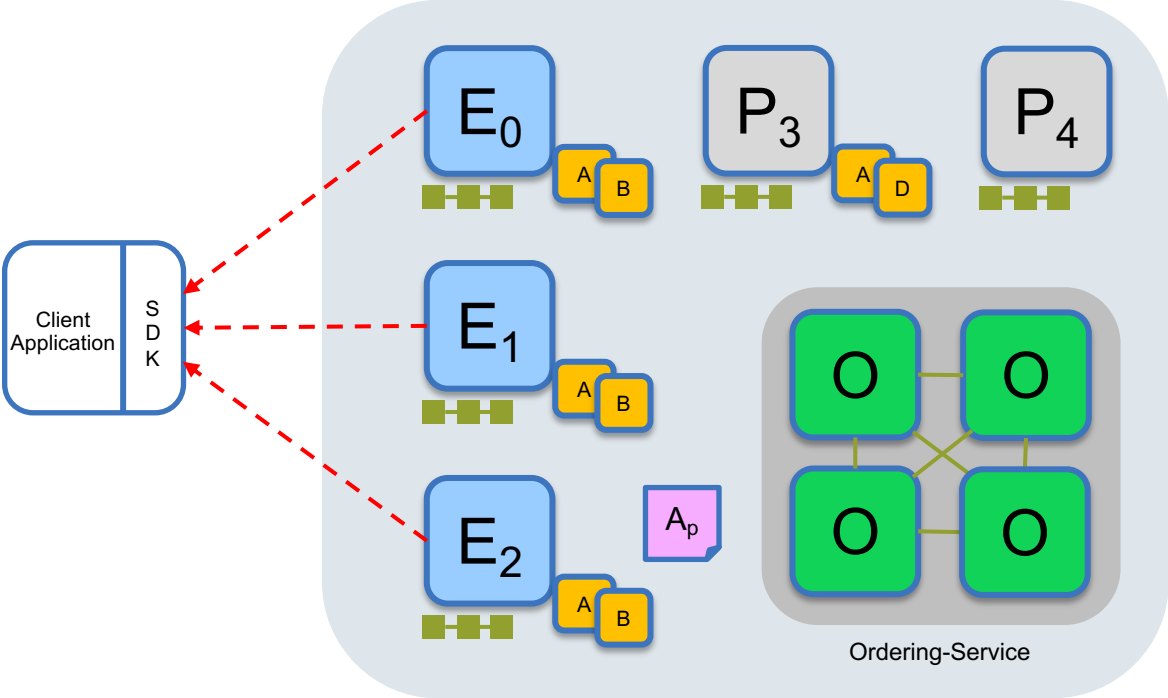 E0
A
B
P3
A
D
P4
Client
Application
S
D
K
E1
A
B
O
O
O
O
E2
A
B
Ap
Ordering-Service